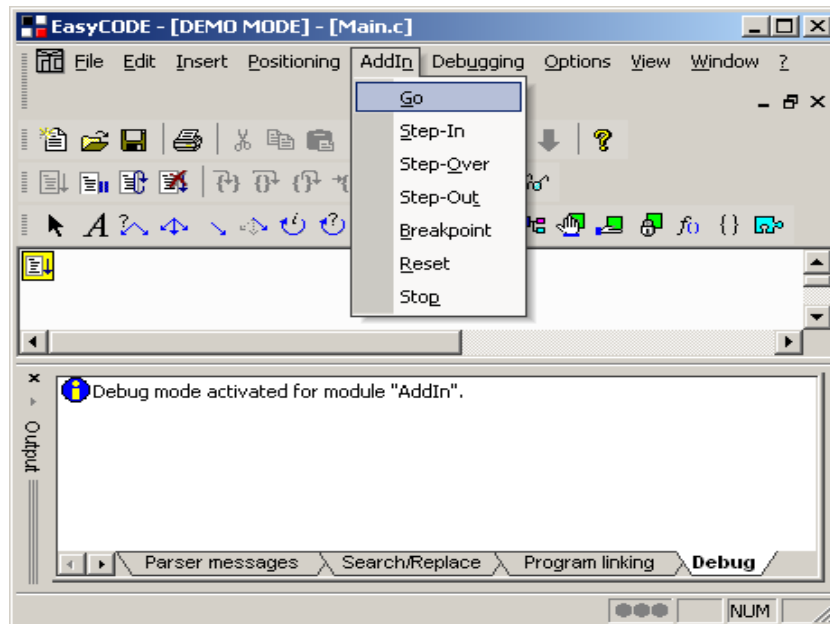 EasyCODE - [DEMO MODE] - [Main.c]
File Edit Insert Positioning AddIn Debugging Options View Window ?
Go
Step-In
Step-Over
Step-Out
Breakpoint
Reset
Stop
Debug mode activated for module "AddIn".
Output
Parser messages Search/Replace Program linking Debug
NUM